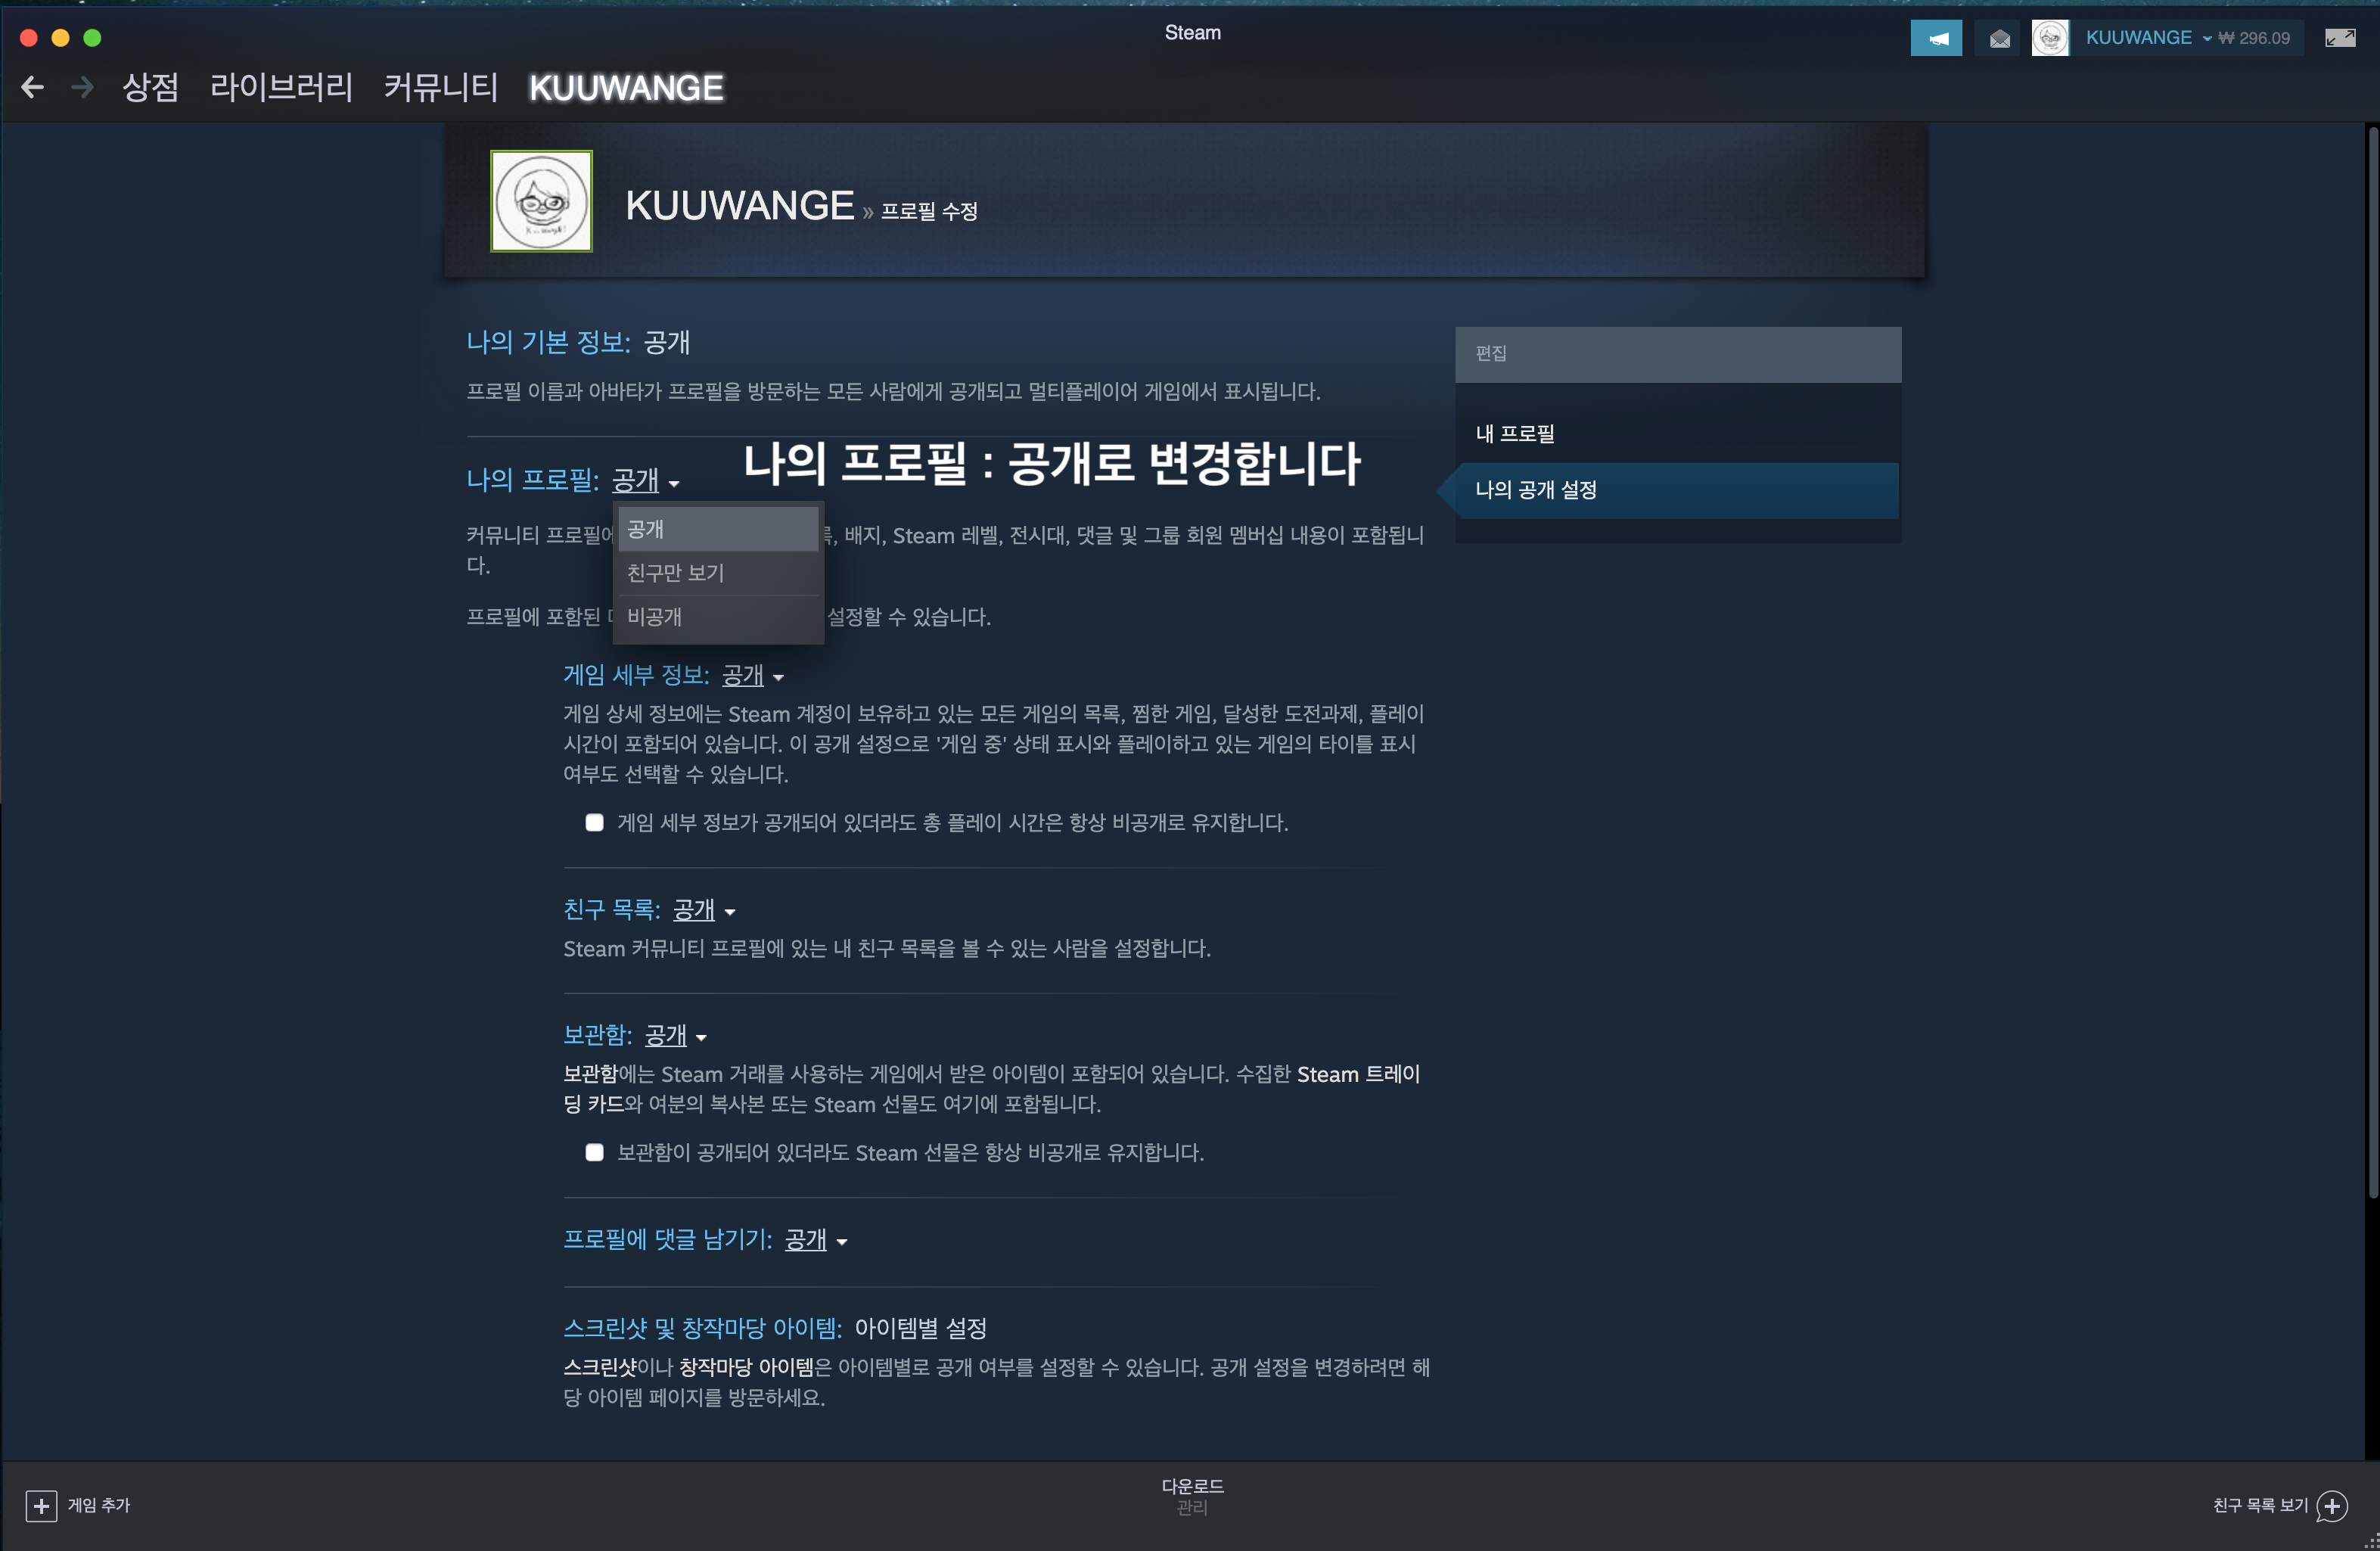 Steam
KUUWANGE ₩ 296.09
상점 라이브러리 커뮤니티 KUUWANGE
KUUWANGE » 프로필 수정
나의 기본 정보: 공개
프로필 이름과 아바타가 프로필을 방문하는 모든 사람에게 공개되고 멀티플레이어 게임에서 표시됩니다.
편집
내 프로필
나의 공개 설정
나의 프로필 : 공개로 변경합니다
나의 프로필: 공개
공개
친구만 보기
비공개
커뮤니티 프로필에 배지, Steam 레벨, 전시대, 댓글 및 그룹 회원 멤버십 내용이 포함됩니
다.
프로필에 포함된 설정할 수 있습니다.
게임 세부 정보: 공개
게임 상세 정보에는 Steam 계정이 보유하고 있는 모든 게임의 목록, 찜한 게임, 달성한 도전과제, 플레이
시간이 포함되어 있습니다. 이 공개 설정으로 '게임 중' 상태 표시와 플레이하고 있는 게임의 타이틀 표시
여부도 선택할 수 있습니다.
게임 세부 정보가 공개되어 있더라도 총 플레이 시간은 항상 비공개로 유지합니다.
친구 목록: 공개
Steam 커뮤니티 프로필에 있는 내 친구 목록을 볼 수 있는 사람을 설정합니다.
보관함: 공개
보관함에는 Steam 거래를 사용하는 게임에서 받은 아이템이 포함되어 있습니다. 수집한 Steam 트레이
딩 카드와 여분의 복사본 또는 Steam 선물도 여기에 포함됩니다.
보관함이 공개되어 있더라도 Steam 선물은 항상 비공개로 유지합니다.
프로필에 댓글 남기기: 공개
스크린샷 및 창작마당 아이템: 아이템별 설정
스크린샷이나 창작마당 아이템은 아이템별로 공개 여부를 설정할 수 있습니다. 공개 설정을 변경하려면 해
당 아이템 페이지를 방문하세요.
게임 추가
다운로드
관리
친구 목록 보기